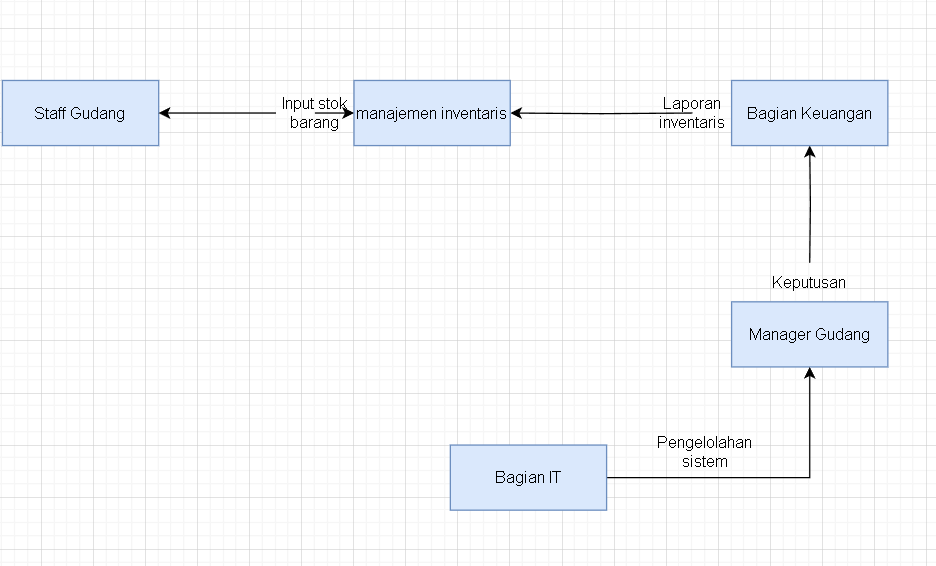 Staff Gudang
Input stok
barang
manajemen inventaris
Laporan
inventaris
Bagian Keuangan
Keputusan
Manager Gudang
Pengelolahan
sistem
Bagian IT